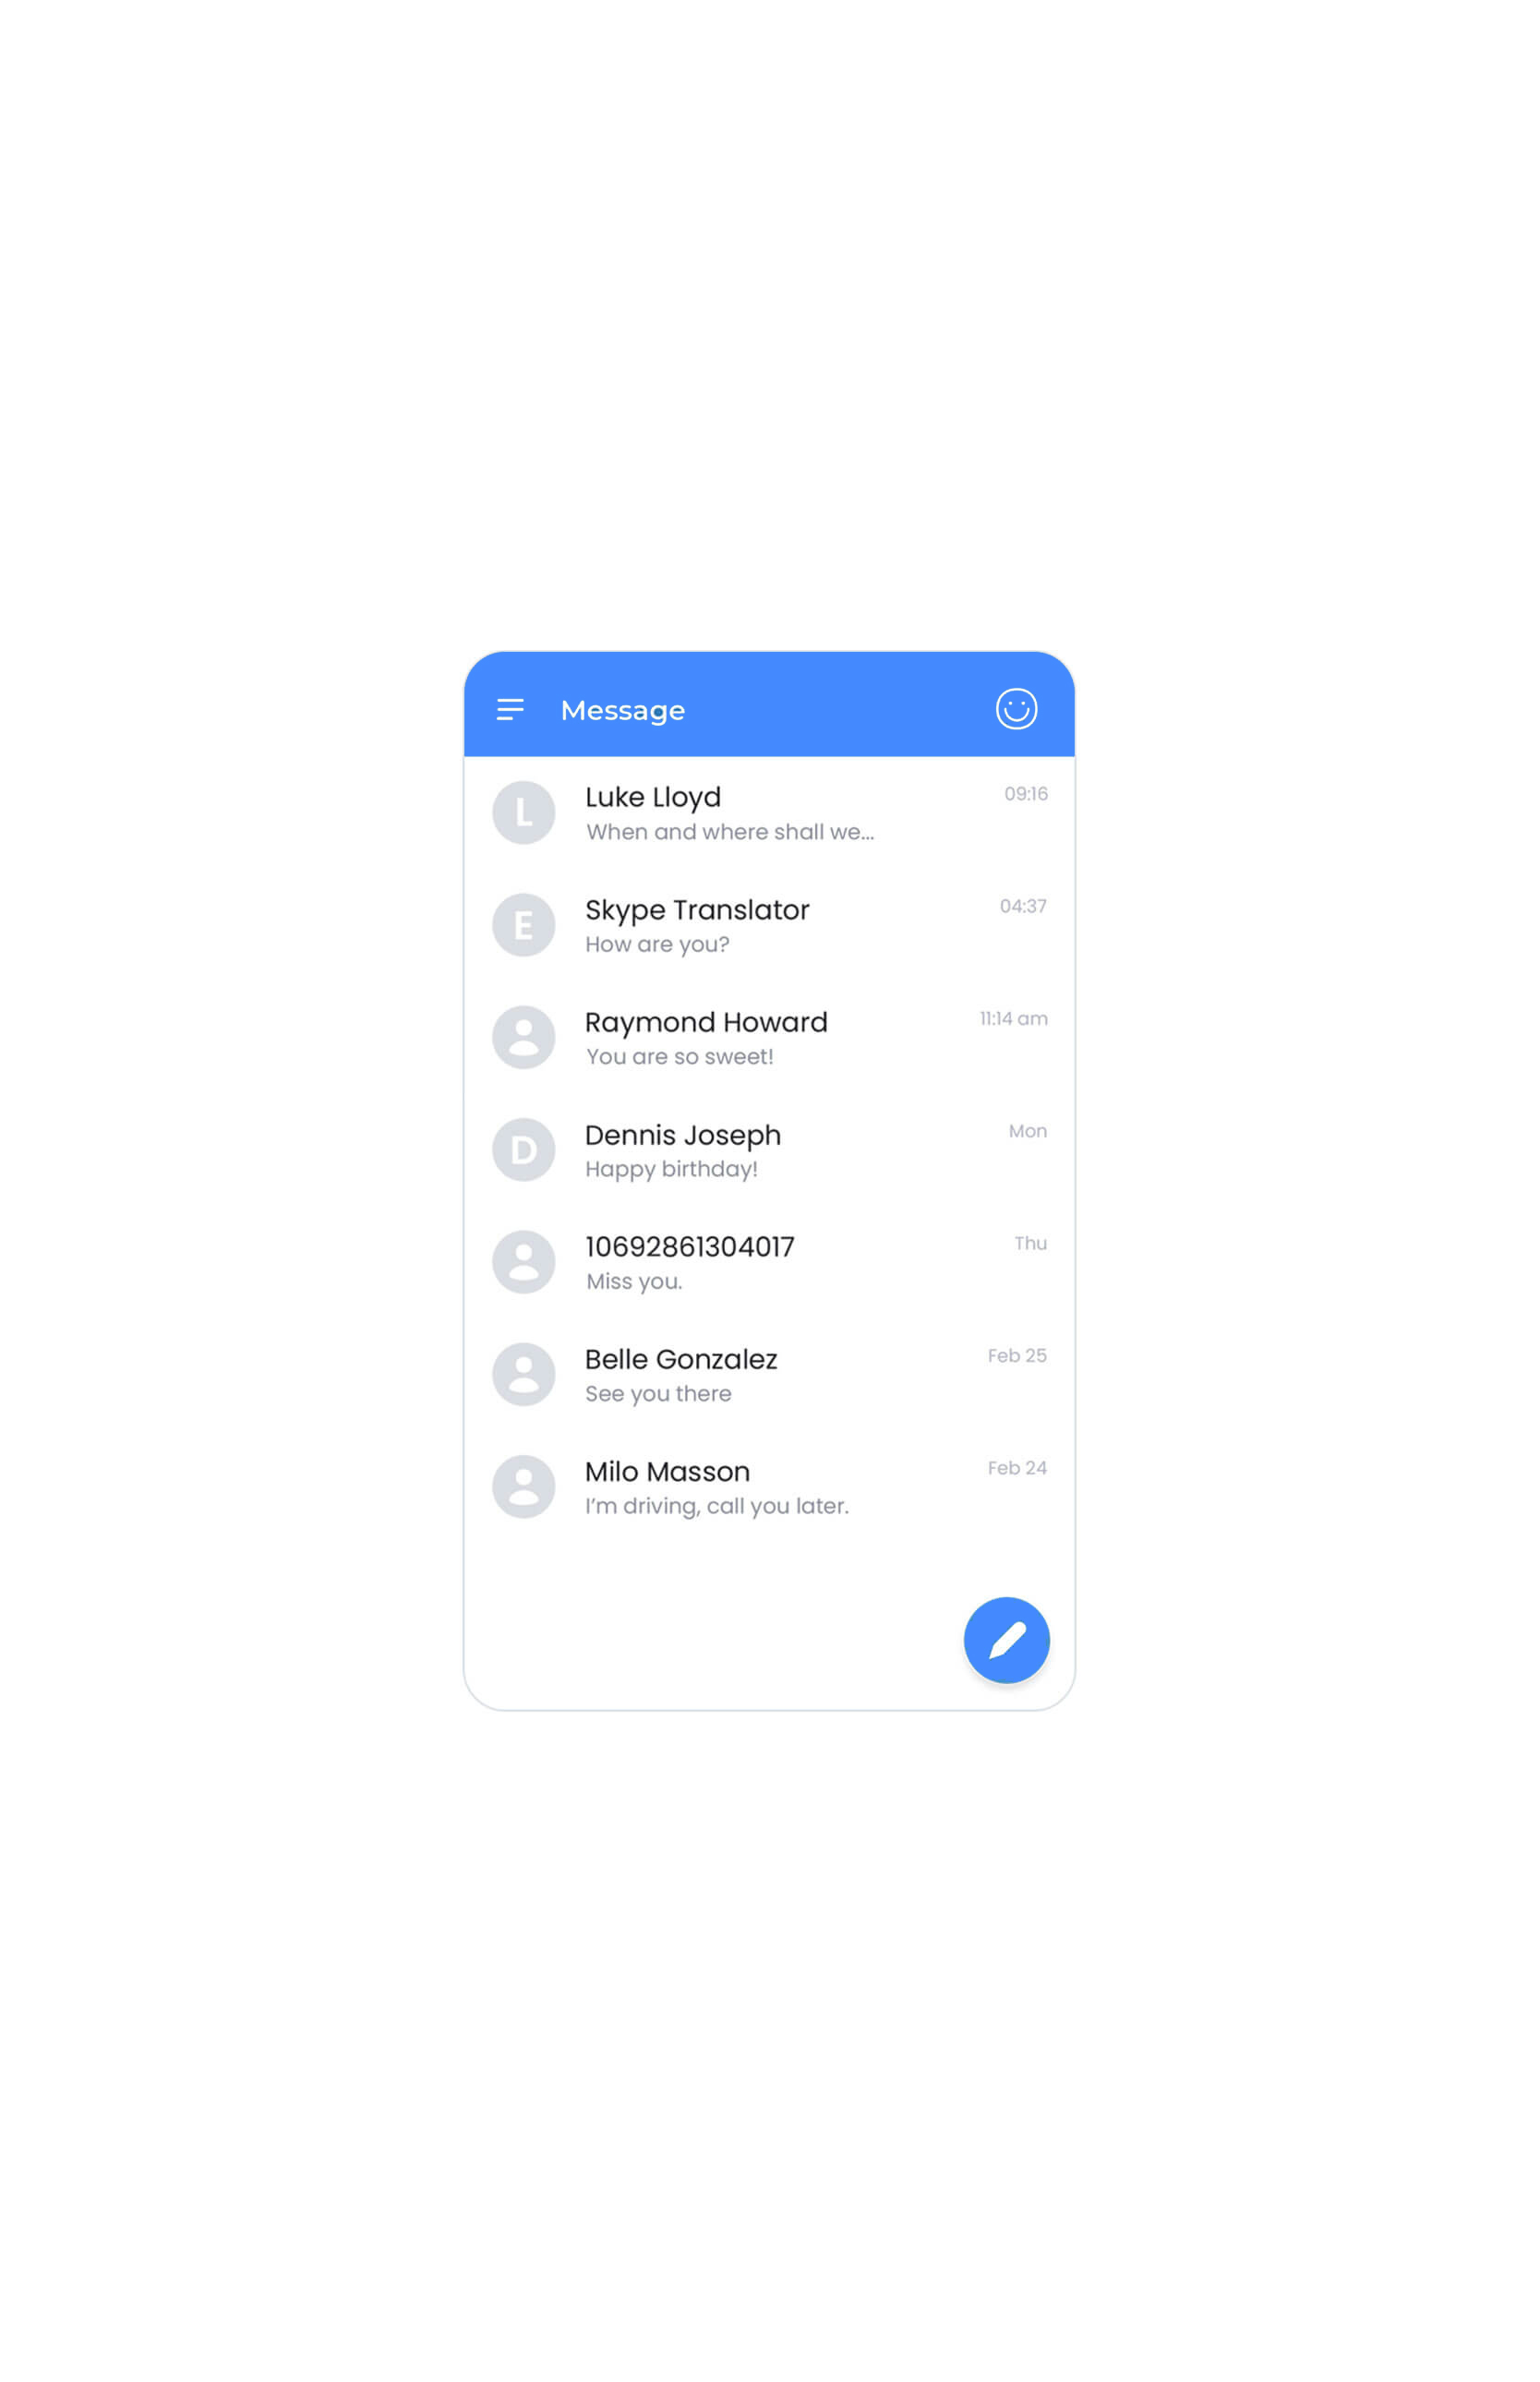 Message
L
Luke Lloyd
09:16
When and where shall we...
E
Skype Translator
04:37
How are you?
Raymond Howard
11:14 am
You are so sweet!
D
Dennis Joseph
Mon
Happy birthday!
10692861304017
Thu
Miss you.
Belle Gonzalez
Feb 25
See you there
Milo Masson
Feb 24
I’m driving, call you later.